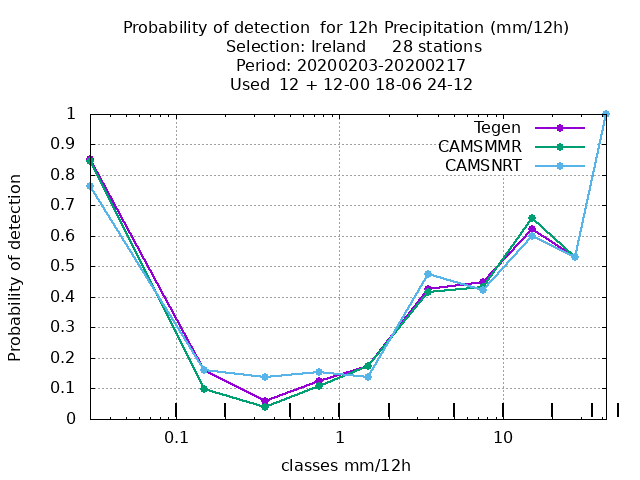 Probability of detection  for 12h Precipitation (mm/12h)
Selection: Ireland     28 stations
Period: 20200203-20200217
Used  12 + 12-00 18-06 24-12
Tegen
CAMSMMR
CAMSNRT
Probability of detection
1
0.9
0.8
0.7
0.6
0.5
0.4
0.3
0.2
0.1
0
0.1
1
10
classes mm/12h